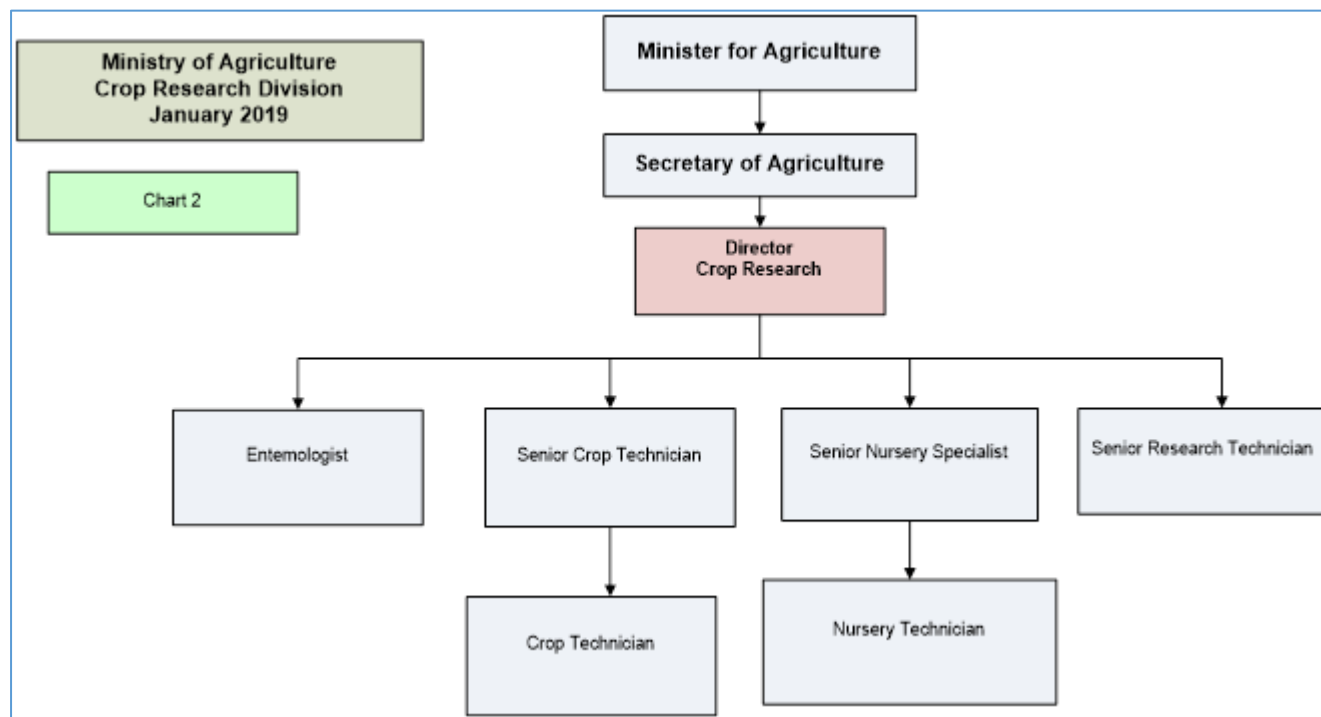 Ministry of Agriculture
Crop Research Division
January 2019
Chart 2
Minister for Agriculture
Secretary of Agriculture
Director
Crop Research
Entemologist
Senior Crop Technician
Senior Nursery Specialist
Senior Research Technician
Crop Technician
Nursery Technician